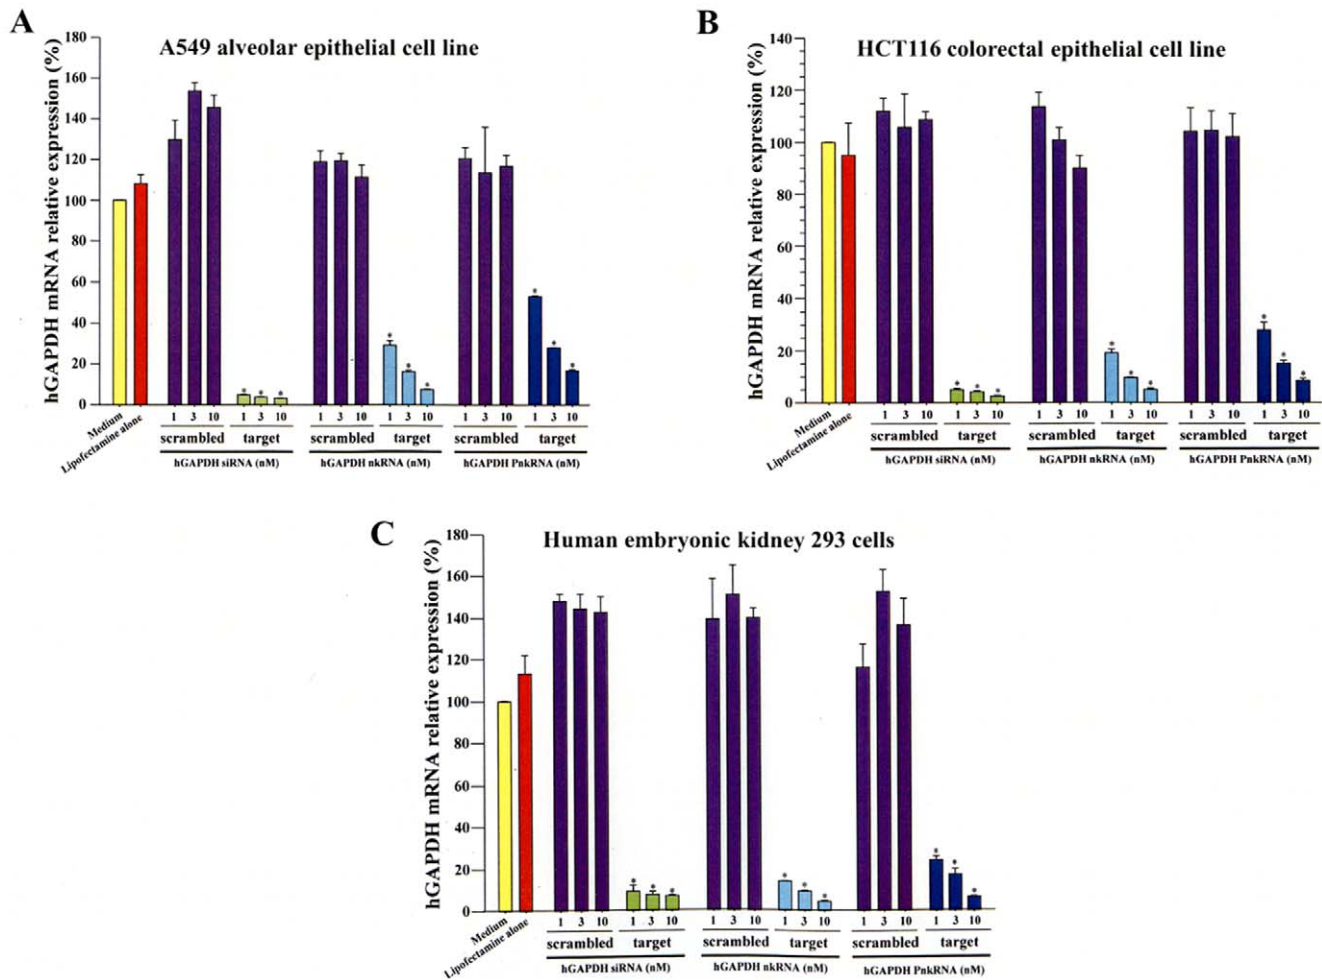 A
A549 alveolar epithelial cell line
hGAPDH mRNA relative expression (%)
180
160
140
120
100
80
60
40
20
0
* * * * * * * * *
Medium
Lipofectamine alone
1 3 10 1 3 10 1 3 10 1 3 10 1 3 10 1 3 10
scrambled target scrambled target scrambled target
hGAPDH siRNA (nM) hGAPDH nkRNA (nM) hGAPDH PnkRNA (nM)
B
HCT116 colorectal epithelial cell line
hGAPDH mRNA relative expression (%)
140
120
100
80
60
40
20
0
* * * * * * * * *
Medium
Lipofectamine alone
1 3 10 1 3 10 1 3 10 1 3 10 1 3 10 1 3 10
scrambled target scrambled target scrambled target
hGAPDH siRNA (nM) hGAPDH nkRNA (nM) hGAPDH PnkRNA (nM)
C
Human embryonic kidney 293 cells
hGAPDH mRNA relative expression (%)
180
160
140
120
100
80
60
40
20
0
* * * * * * * * *
Medium
Lipofectamine alone
1 3 10 1 3 10 1 3 10 1 3 10 1 3 10 1 3 10
scrambled target scrambled target scrambled target
hGAPDH siRNA (nM) hGAPDH nkRNA (nM) hGAPDH PnkRNA (nM)